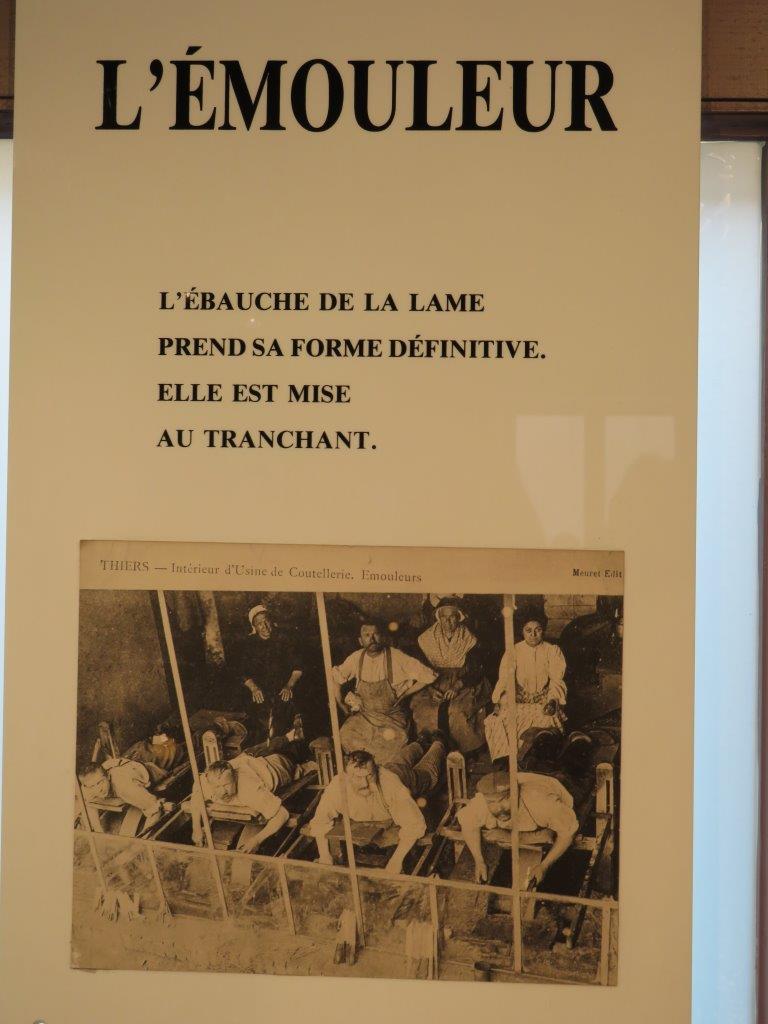 L'ÉMOULEUR
L'ÉBAUCHE DE LA LAME
PREND SA FORME DÉFINITIVE.
ELLE EST MISE
AU TRANCHANT.
THIERS — Intérieur d'Usine de Coutellerie. Emouleurs
Meuret Edit